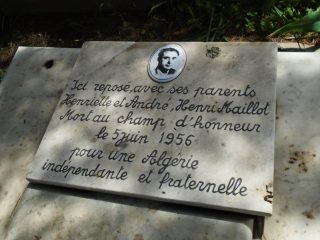 Ici repose, avec ses parents
Henriette et André, Henri Maillot
Mort au champ d'honneur
le 5 juin 1956
pour une Algérie
indépendante et fraternelle